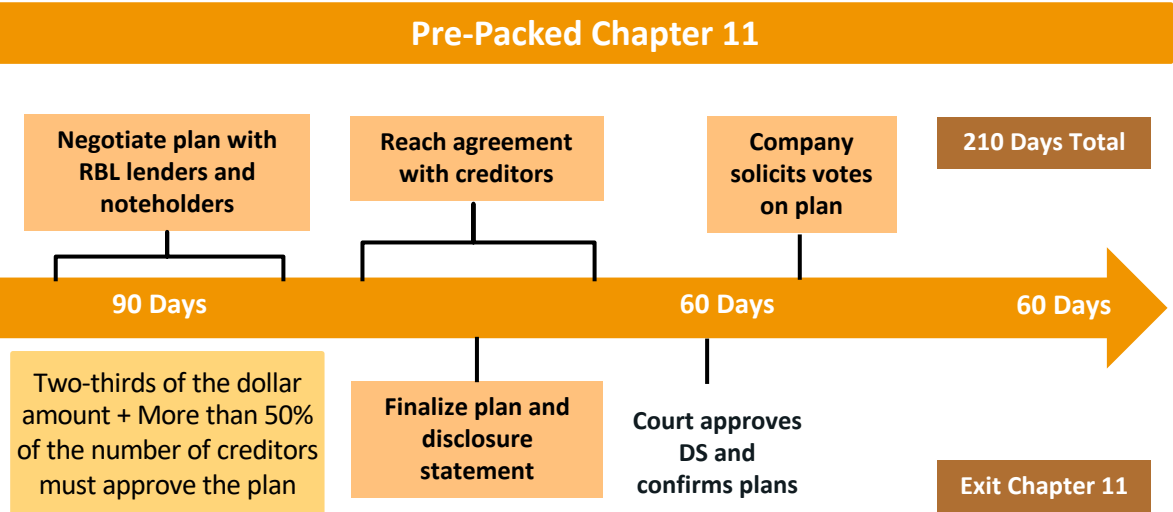 Pre-Packed Chapter 11
Negotiate plan with
RBL lenders and
noteholders
Reach agreement
with creditors
Company
solicits votes
on plan
210 Days Total
90 Days
60 Days
60 Days
Two-thirds of the dollar
amount + More than 50%
of the number of creditors
must approve the plan
Finalize plan and
disclosure
statement
Court approves
DS and
confirms plans
Exit Chapter 11